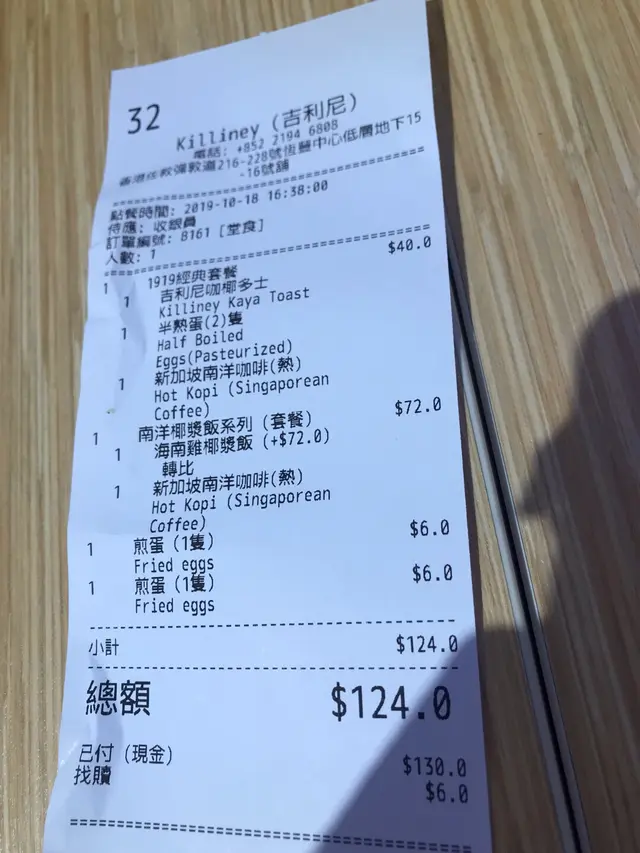 32
Killiney (吉利尼)
電話: +852 2194 6808
香港佐敦彌敦道216-228號恆豐中心低層地下15
-16號舖
點餐時間: 2019-10-18 16:38:00
侍應: 收銀員
訂單編號: 8161 [堂食]
人數: 1
1 1919經典套餐 $40.0
1 吉利尼咖椰多士
Killiney Kaya Toast
1 半熟蛋(2)隻
Half Boiled
Eggs(Pasteurized)
1 新加坡南洋咖啡(熱)
Hot Kopi (Singaporean
Coffee)
1 南洋椰漿飯系列 (套餐) $72.0
1 海南雞椰漿飯 (+$72.0)
轉比
1 新加坡南洋咖啡(熱)
Hot Kopi (Singaporean
Coffee)
1 煎蛋 (1隻) $6.0
Fried eggs
1 煎蛋 (1隻) $6.0
Fried eggs
小計 $124.0
總額 $124.0
已付 (現金) $130.0
找贖 $6.0